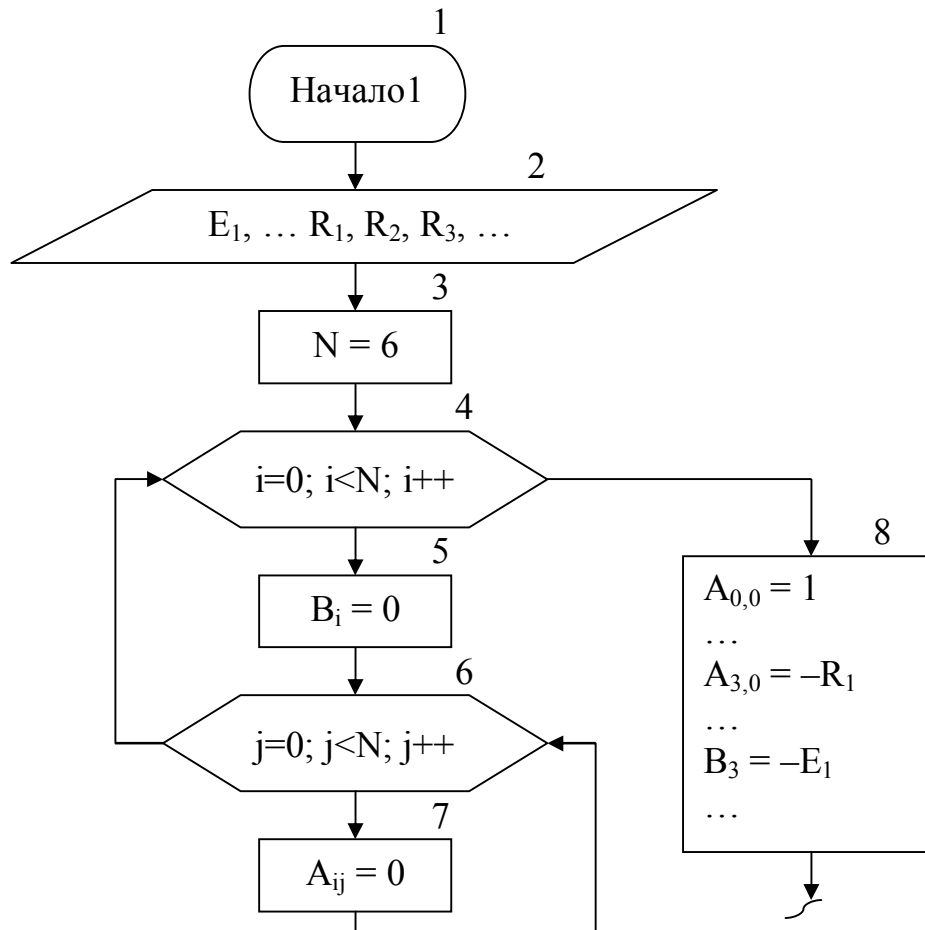 1
Начало1
2
E₁, … R₁, R₂, R₃, …
3
N = 6
4
i=0; i<N; i++
5
Bᵢ = 0
6
j=0; j<N; j++
7
Aᵢⱼ = 0
8
A₀,₀ = 1
…
A₃,₀ = –R₁
…
B₃ = –E₁
…